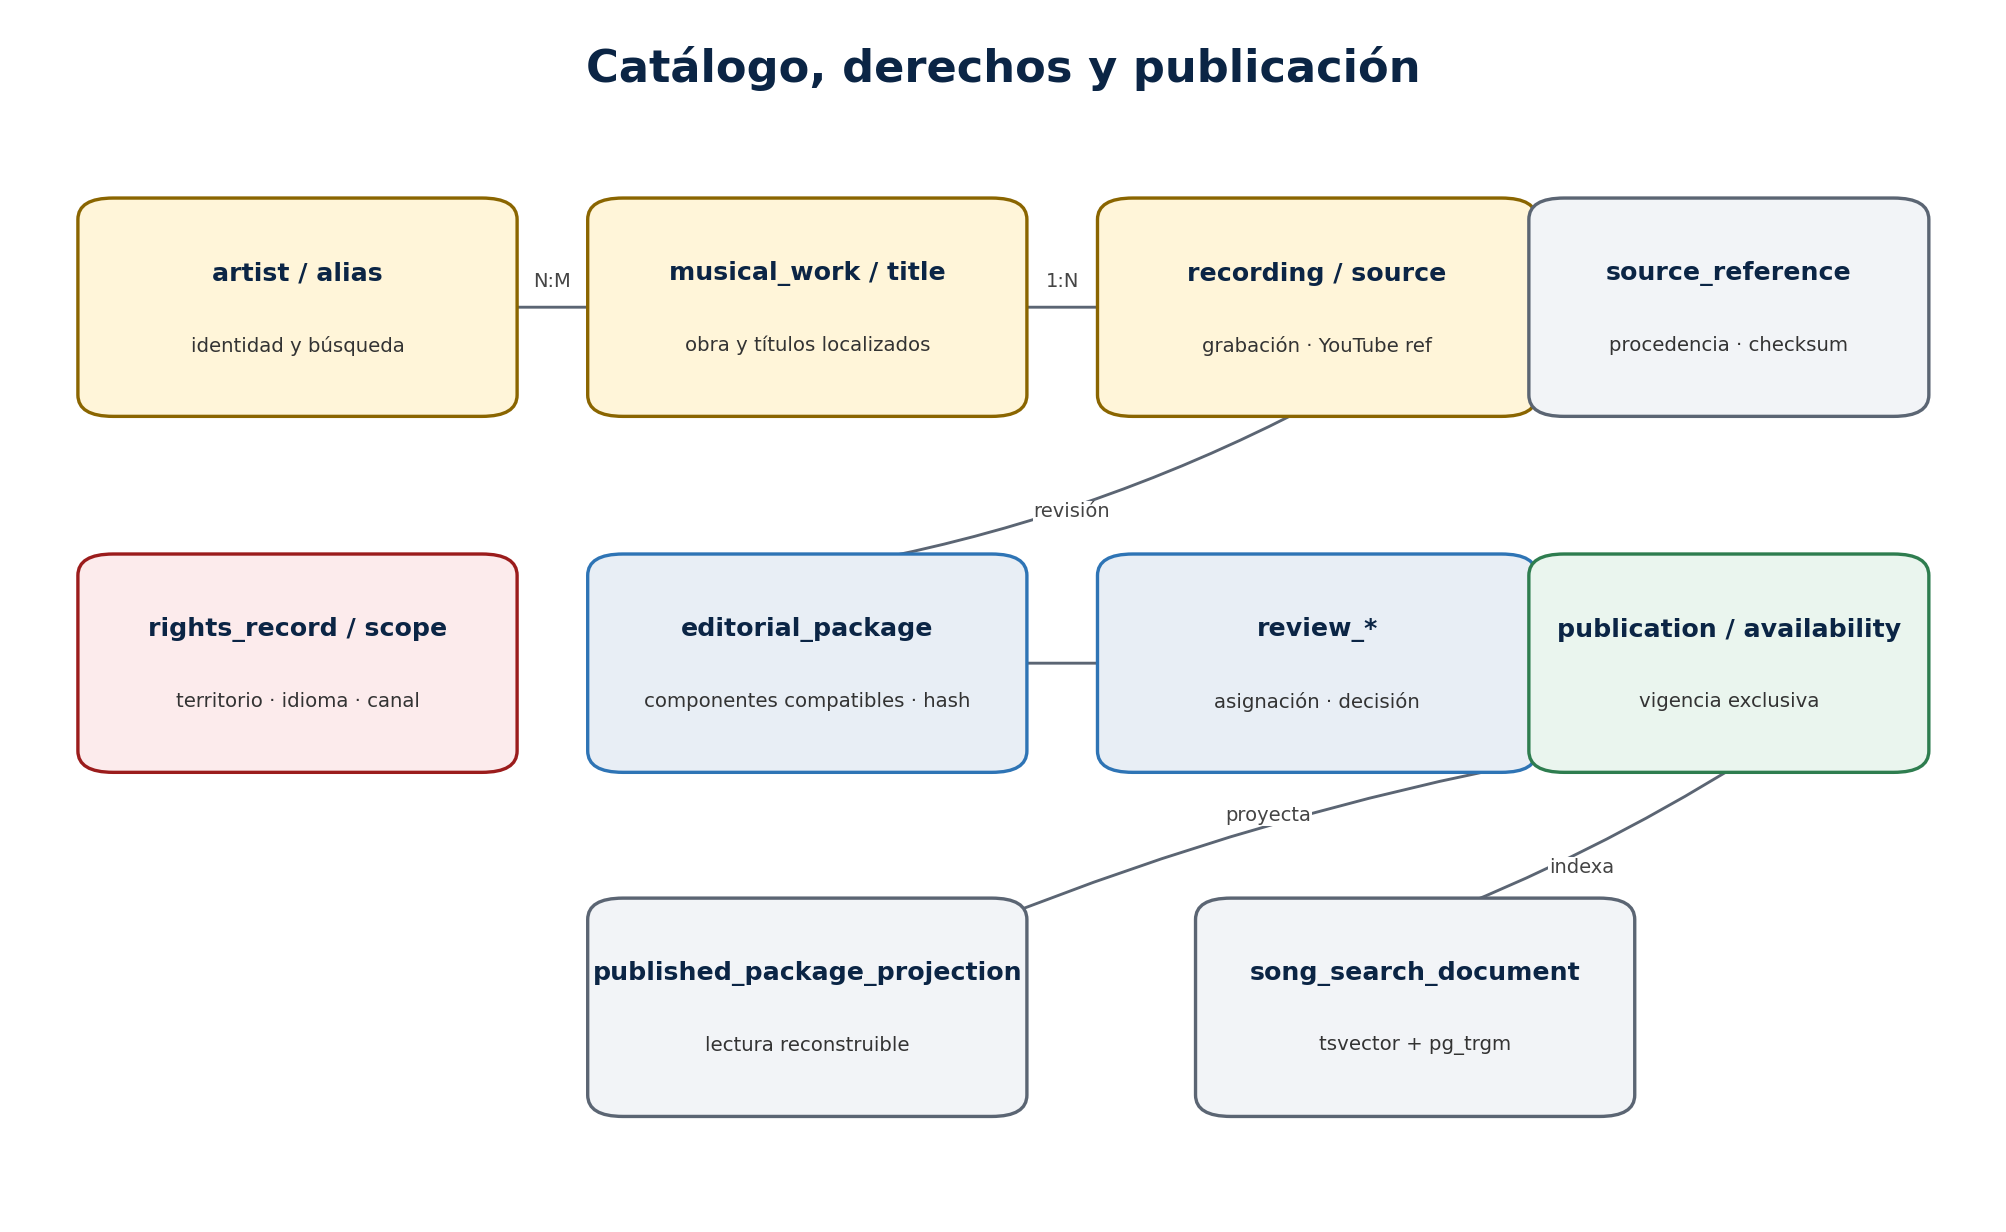 Catálogo, derechos y publicación
artist / alias
identidad y búsqueda
N:M
musical_work / title
obra y títulos localizados
1:N
recording / source
grabación · YouTube ref
source_reference
procedencia · checksum
revisión
rights_record / scope
territorio · idioma · canal
editorial_package
componentes compatibles · hash
review_*
asignación · decisión
publication / availability
vigencia exclusiva
proyecta
indexa
published_package_projection
lectura reconstruible
song_search_document
tsvector + pg_trgm